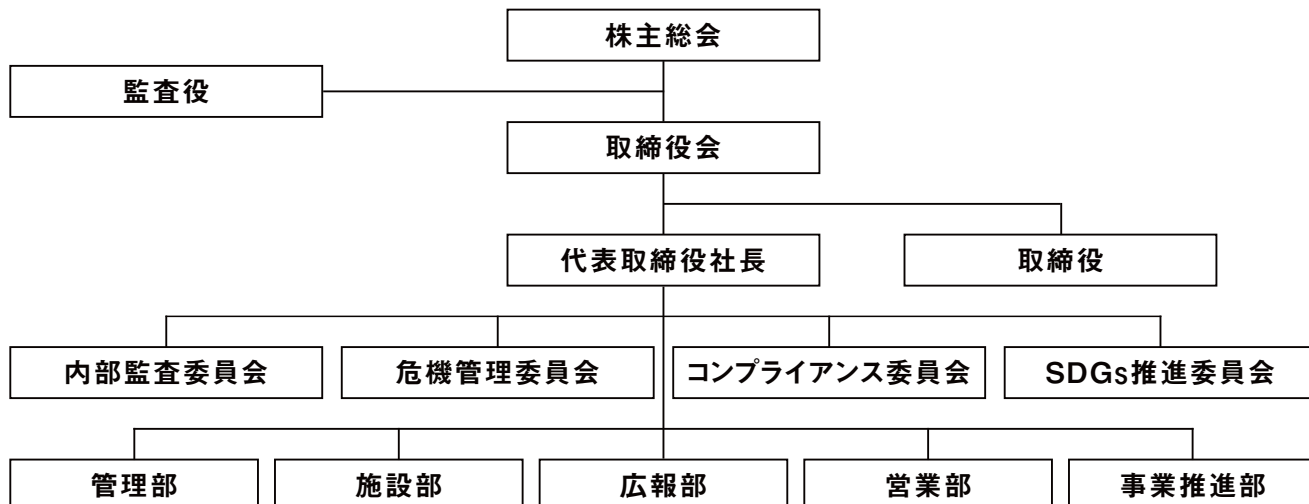 株主総会
監査役
取締役会
代表取締役社長
取締役
内部監査委員会
危機管理委員会
コンプライアンス委員会
SDGs推進委員会
管理部
施設部
広報部
営業部
事業推進部